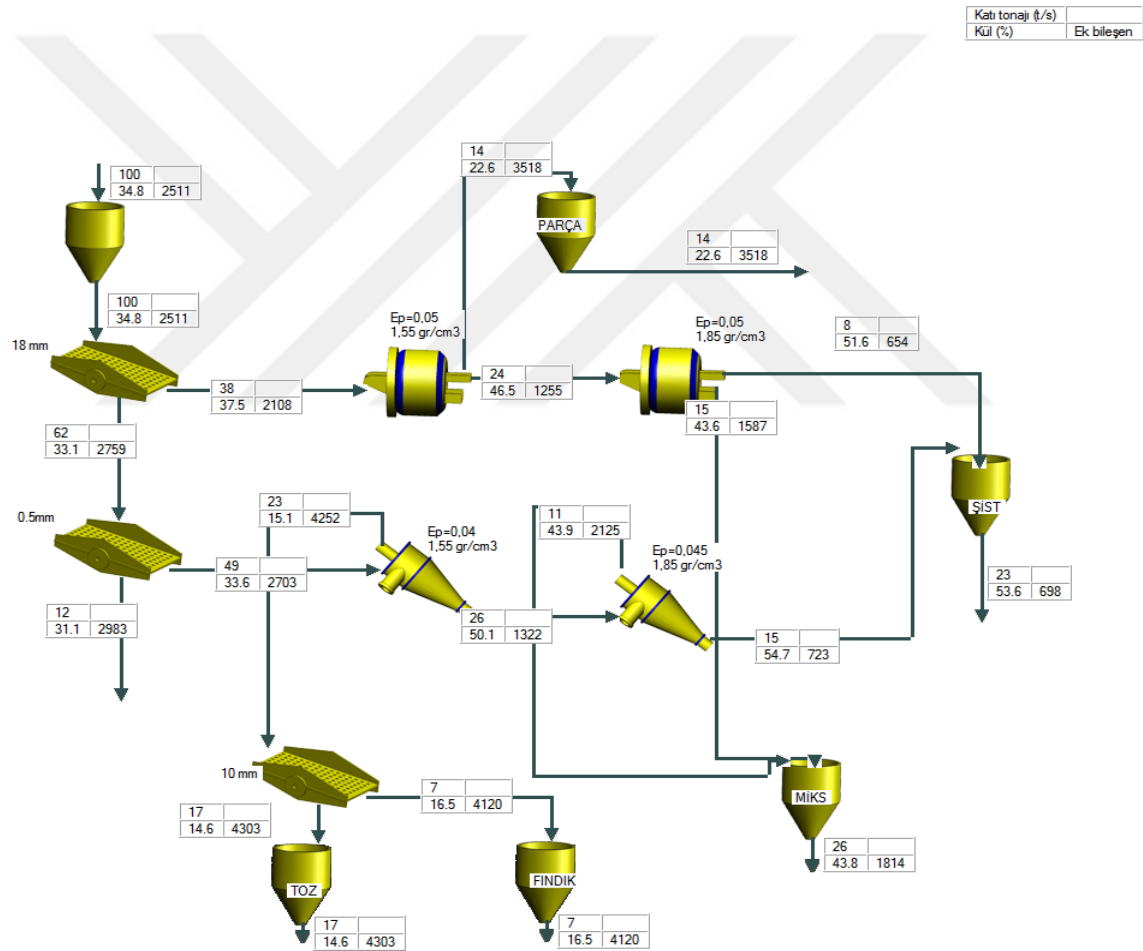 Katı tonajı (t/s)
Kül (%) Ek bileşen
14
22.6 3518
100
34.8 2511
PARÇA
14
22.6 3518
100
34.8 2511
Ep=0,05
1,55 gr/cm3
Ep=0,05
1,85 gr/cm3
8
51.6 654
18 mm
24
46.5 1255
38
37.5 2108
15
43.6 1587
62
33.1 2759
ŞİST
23
15.1 4252
11
43.9 2125
0.5mm
Ep=0,04
1,55 gr/cm3
Ep=0,045
1,85 gr/cm3
49
33.6 2703
23
53.6 698
12
31.1 2983
26
50.1 1322
15
54.7 723
10 mm
7
16.5 4120
MİKS
17
14.6 4303
26
43.8 1814
TOZ
FINDIK
17
14.6 4303
7
16.5 4120